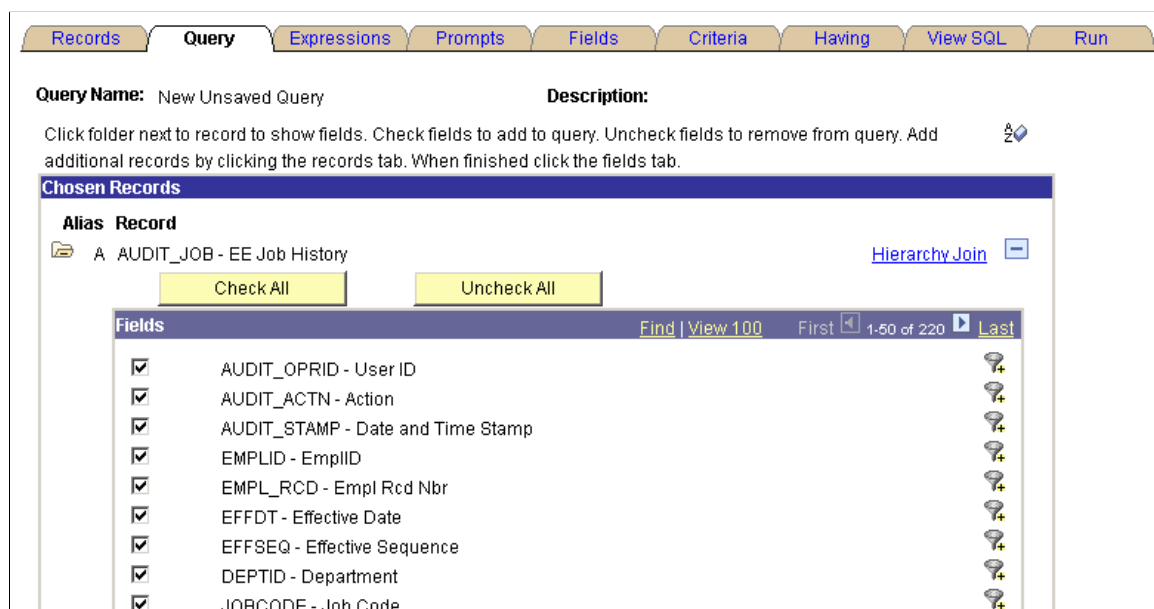 Records Query Expressions Prompts Fields Criteria Having View SQL Run
Query Name: New Unsaved Query Description:
Click folder next to record to show fields. Check fields to add to query. Uncheck fields to remove from query. Add
additional records by clicking the records tab. When finished click the fields tab.
Chosen Records
Alias Record
A AUDIT_JOB - EE Job History Hierarchy Join
Check All Uncheck All
Fields Find | View 100 First 1-50 of 220 Last
AUDIT_OPRID - User ID
AUDIT_ACTN - Action
AUDIT_STAMP - Date and Time Stamp
EMPLID - EmplID
EMPL_RCD - Empl Rcd Nbr
EFFDT - Effective Date
EFFSEQ - Effective Sequence
DEPTID - Department
JOBCODE - Job Code